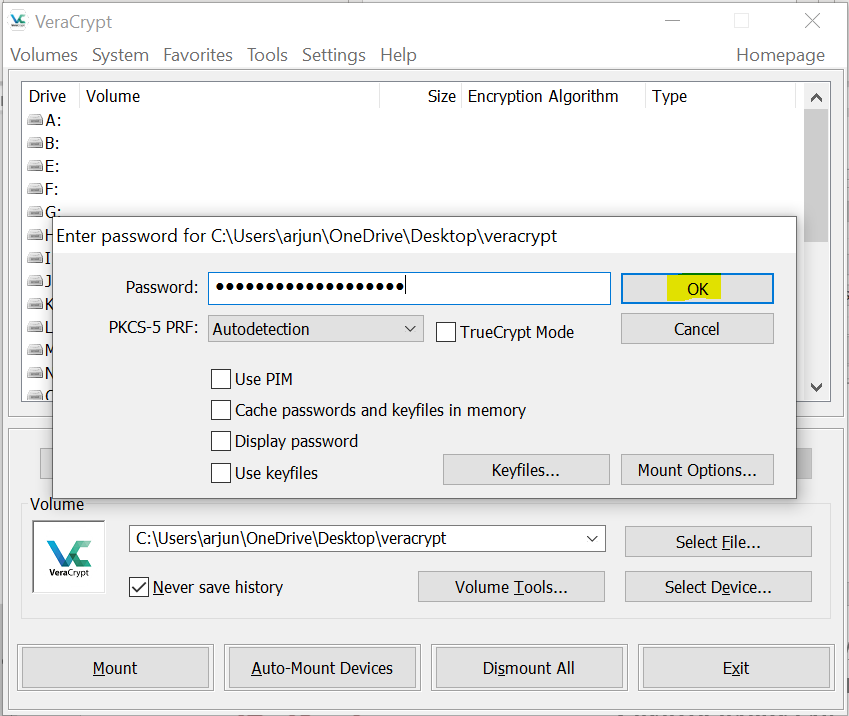 VeraCrypt
Volumes System Favorites Tools Settings Help Homepage
Drive Volume Size Encryption Algorithm Type
A:
B:
E:
F:
G:
Enter password for C:\Users\arjun\OneDrive\Desktop\veracrypt
Password: ●●●●●●●●●●●●●●●●●●● OK
PKCS-5 PRF: Autodetection TrueCrypt Mode Cancel
Use PIM
Cache passwords and keyfiles in memory
Display password
Use keyfiles Keyfiles... Mount Options...
Volume
VeraCrypt
C:\Users\arjun\OneDrive\Desktop\veracrypt Select File...
Never save history Volume Tools... Select Device...
Mount Auto-Mount Devices Dismount All Exit